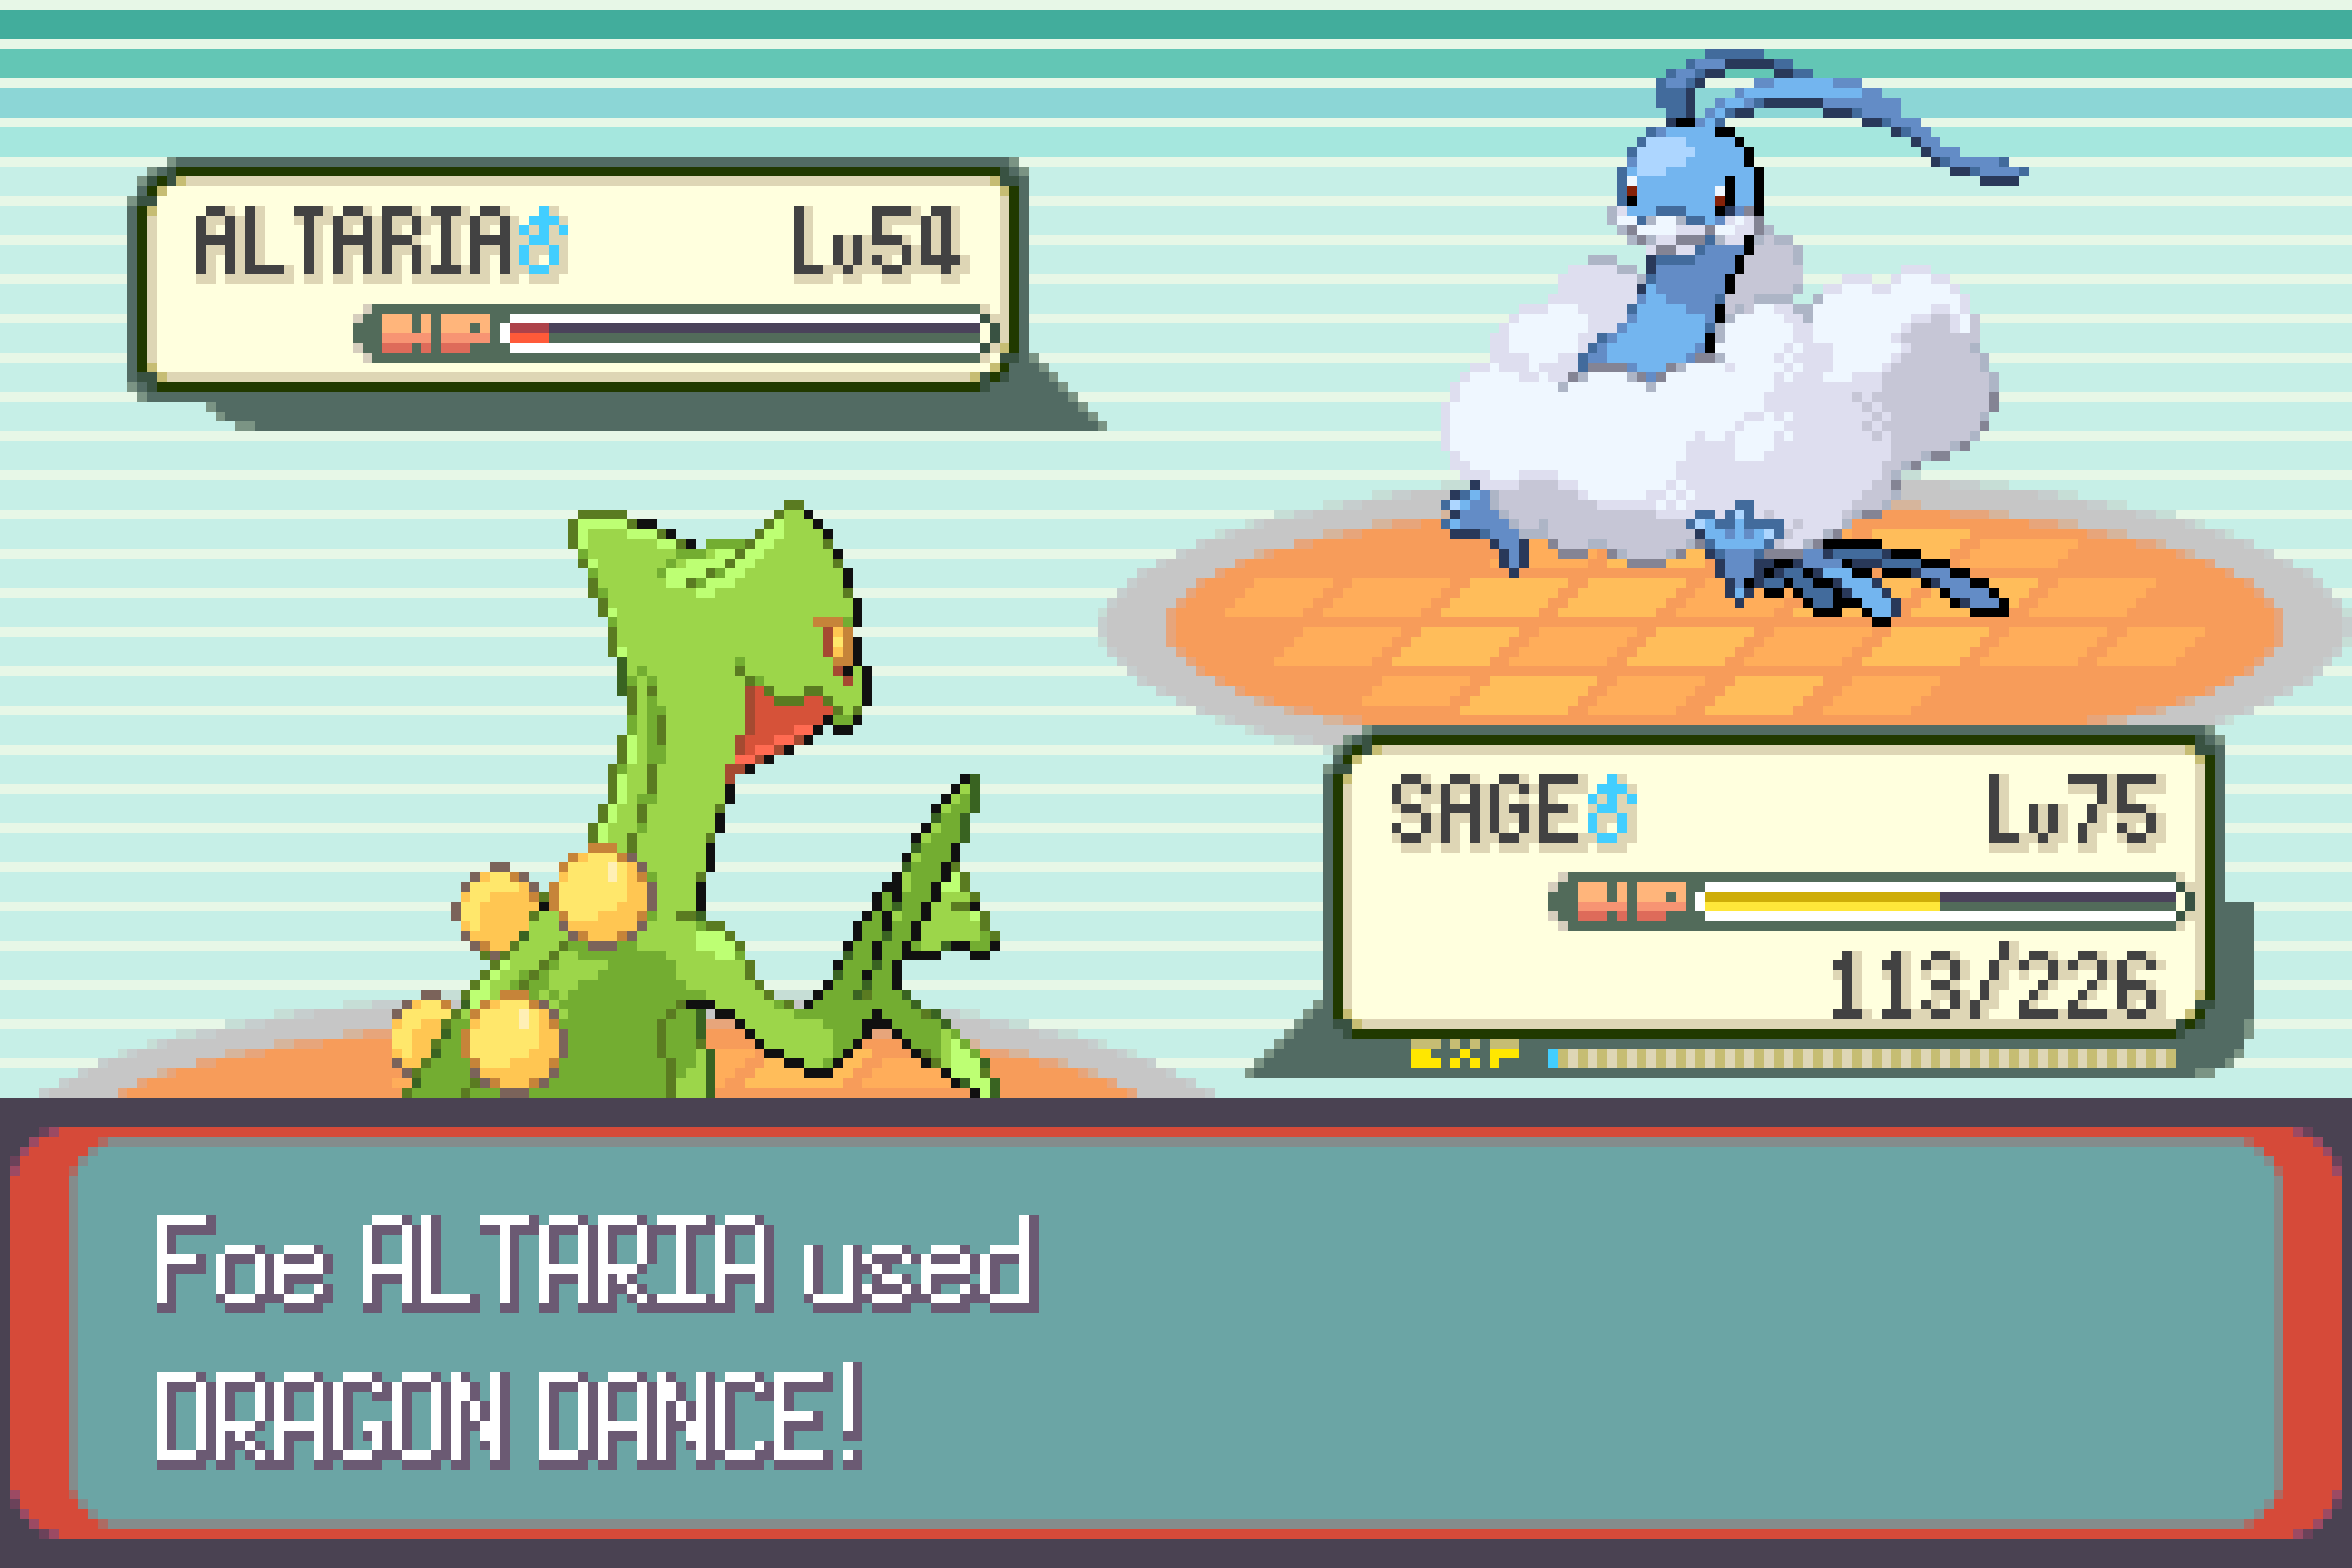 ALTARIA♂ Lv54
HP
SAGE♂ Lv75
HP
113/226
EXP
Foe ALTARIA used
DRAGON DANCE!